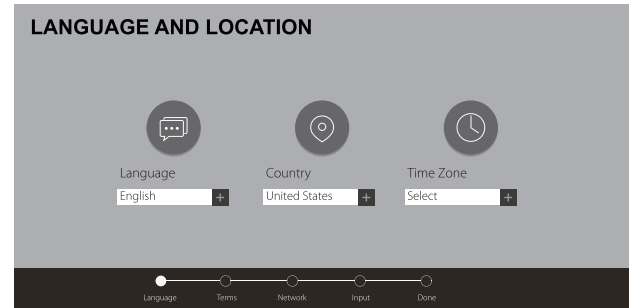 LANGUAGE AND LOCATION
Language
Country
Time Zone
English +
United States +
Select +
Language
Terms
Network
Input
Done